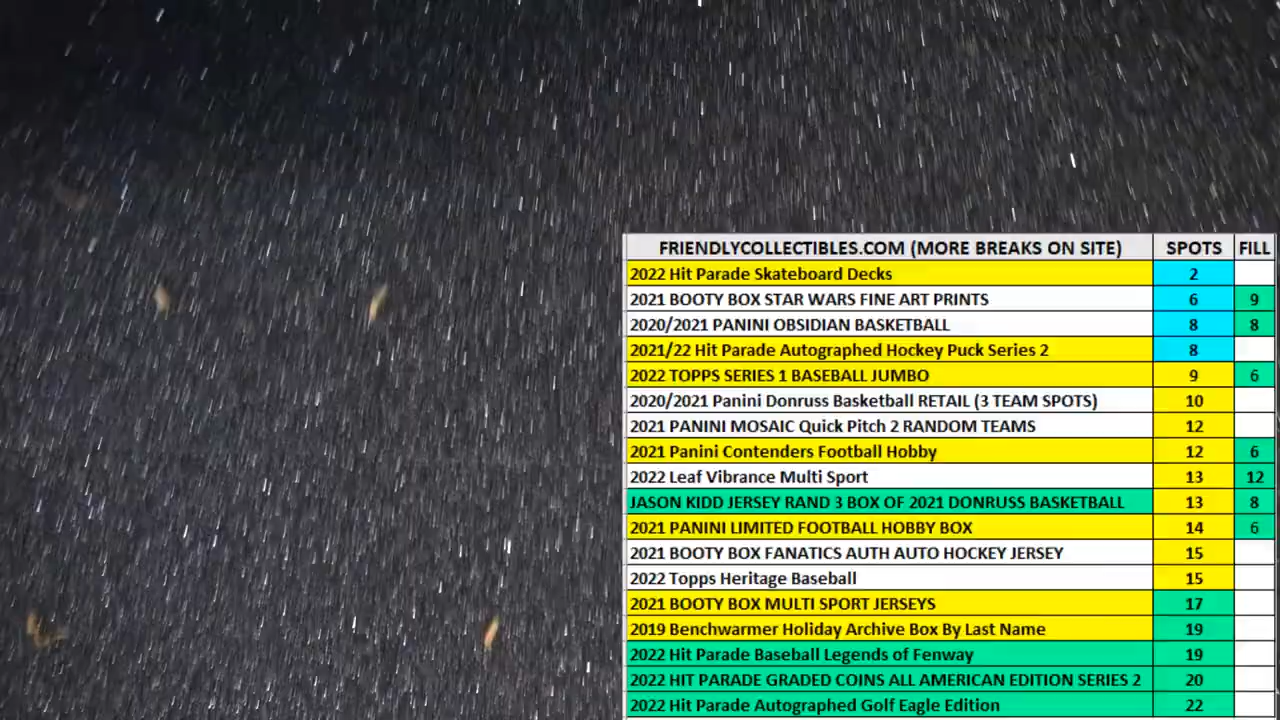 FRIENDLYCOLLECTIBLES.COM (MORE BREAKS ON SITE) SPOTS FILL
2022 Hit Parade Skateboard Decks 2
2021 BOOTY BOX STAR WARS FINE ART PRINTS 6 9
2020/2021 PANINI OBSIDIAN BASKETBALL 8 8
2021/22 Hit Parade Autographed Hockey Puck Series 2 8
2022 TOPPS SERIES 1 BASEBALL JUMBO 9 6
2020/2021 Panini Donruss Basketball RETAIL (3 TEAM SPOTS) 10
2021 PANINI MOSAIC Quick Pitch 2 RANDOM TEAMS 12
2021 Panini Contenders Football Hobby 12 6
2022 Leaf Vibrance Multi Sport 13 12
JASON KIDD JERSEY RAND 3 BOX OF 2021 DONRUSS BASKETBALL 13 8
2021 PANINI LIMITED FOOTBALL HOBBY BOX 14 6
2021 BOOTY BOX FANATICS AUTH AUTO HOCKEY JERSEY 15
2022 Topps Heritage Baseball 15
2021 BOOTY BOX MULTI SPORT JERSEYS 17
2019 Benchwarmer Holiday Archive Box By Last Name 19
2022 Hit Parade Baseball Legends of Fenway 19
2022 HIT PARADE GRADED COINS ALL AMERICAN EDITION SERIES 2 20
2022 Hit Parade Autographed Golf Eagle Edition 22